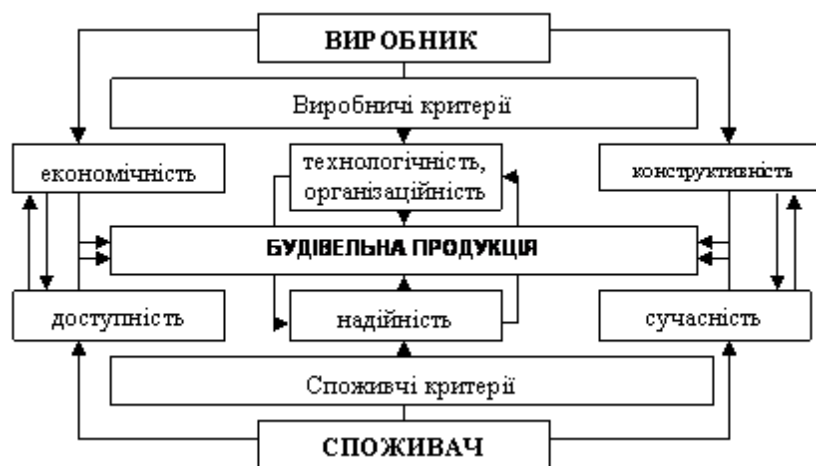 ВИРОБНИК
Виробничі критерії
економічність
технологічність,
організаційність
конструктивність
БУДІВЕЛЬНА ПРОДУКЦІЯ
доступність
надійність
сучасність
Споживчі критерії
СПОЖИВАЧ